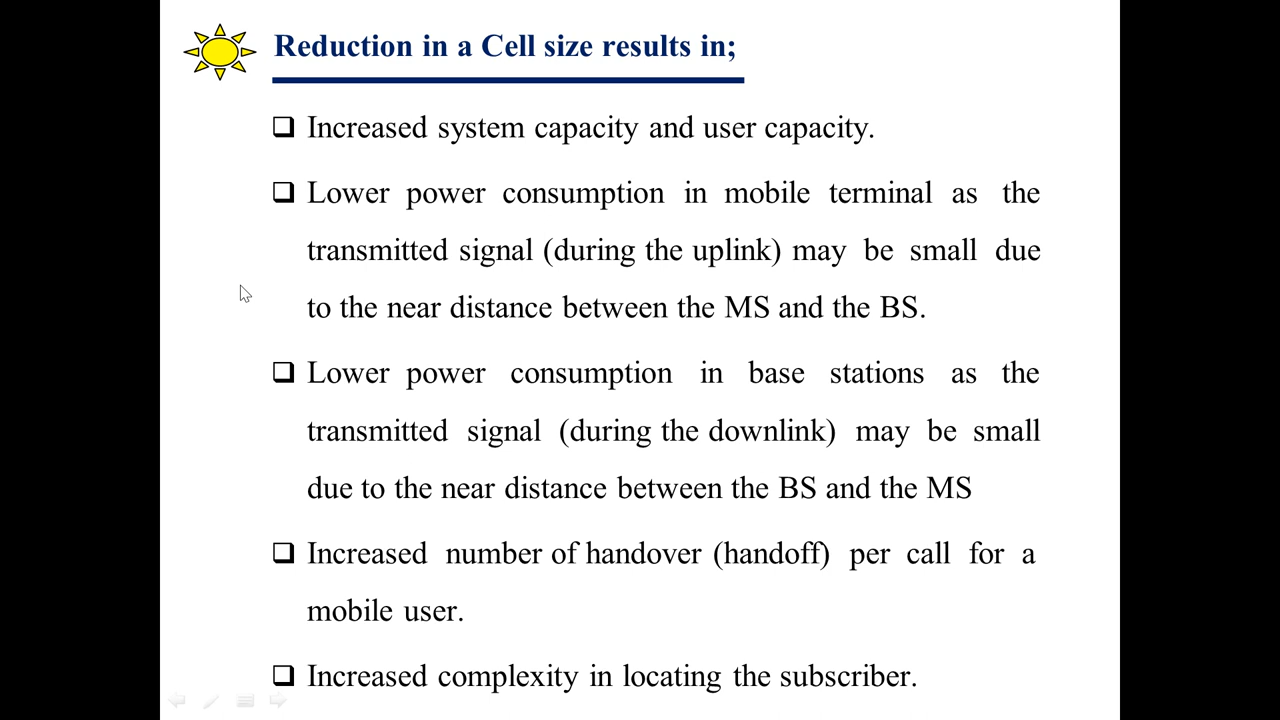 Reduction in a Cell size results in;
❑ Increased system capacity and user capacity.
❑ Lower power consumption in mobile terminal as the
transmitted signal (during the uplink) may be small due
to the near distance between the MS and the BS.
❑ Lower power consumption in base stations as the
transmitted signal (during the downlink) may be small
due to the near distance between the BS and the MS
❑ Increased number of handover (handoff) per call for a
mobile user.
❑ Increased complexity in locating the subscriber.